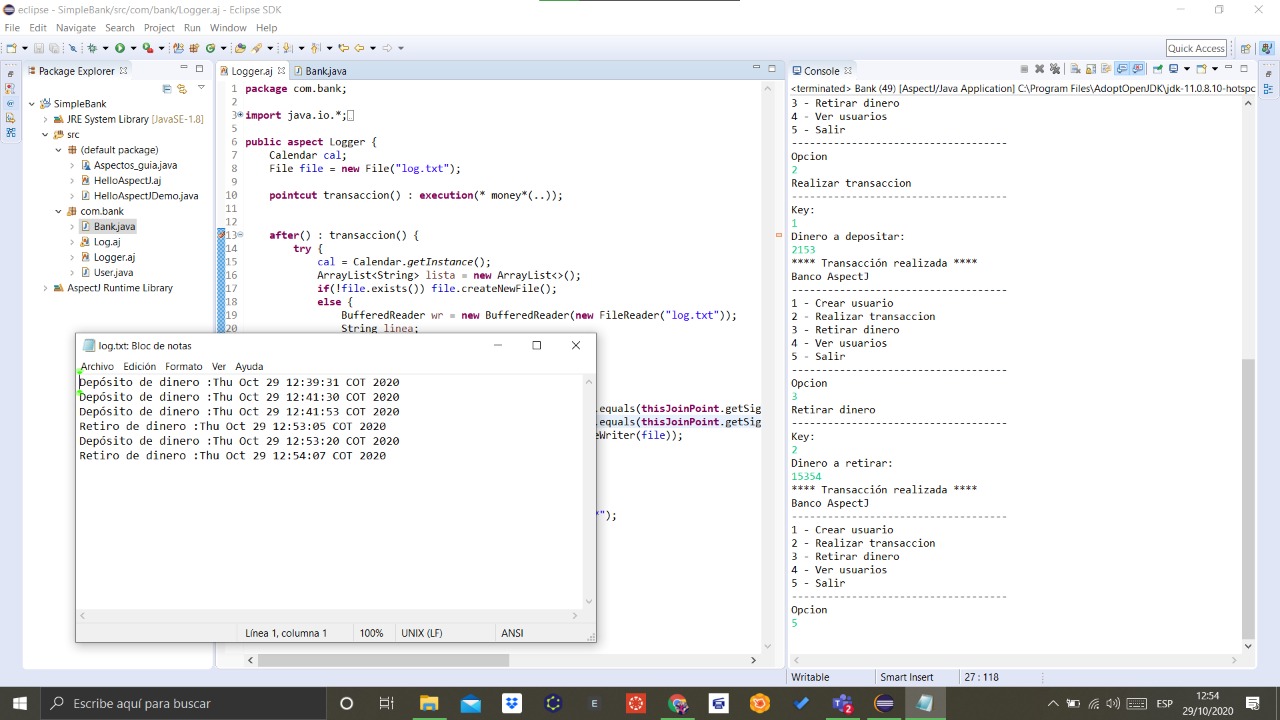 eclipse - SimpleBank/src/com/bank/Logger.aj - Eclipse SDK
File Edit Navigate Search Project Run Window Help
Quick Access
Package Explorer
SimpleBank
JRE System Library [JavaSE-1.8]
src
(default package)
Aspectos_guia.java
HelloAspectJ.aj
HelloAspectJDemo.java
com.bank
Bank.java
Log.aj
Logger.aj
User.java
AspectJ Runtime Library
Logger.aj Bank.java
1 package com.bank;
2
3 import java.io.*;
5
6 public aspect Logger {
7 Calendar cal;
8 File file = new File("log.txt");
9
10 pointcut transaccion() : execution(* money*(..));
11
12
13 after() : transaccion() {
14 try {
15 cal = Calendar.getInstance();
16 ArrayList<String> lista = new ArrayList<>();
17 if(!file.exists()) file.createNewFile();
18 else {
19 BufferedReader wr = new BufferedReader(new FileReader("log.txt"));
20 String linea;
.equals(thisJoinPoint.getSig
.equals(thisJoinPoint.getSig
eWriter(file));
*");
log.txt: Bloc de notas
Archivo Edición Formato Ver Ayuda
Depósito de dinero :Thu Oct 29 12:39:31 COT 2020
Depósito de dinero :Thu Oct 29 12:41:30 COT 2020
Depósito de dinero :Thu Oct 29 12:41:53 COT 2020
Retiro de dinero :Thu Oct 29 12:53:05 COT 2020
Depósito de dinero :Thu Oct 29 12:53:20 COT 2020
Retiro de dinero :Thu Oct 29 12:54:07 COT 2020
Línea 1, columna 1 100% UNIX (LF) ANSI
Console
<terminated> Bank (49) [AspectJ/Java Application] C:\Program Files\AdoptOpenJDK\jdk-11.0.8.10-hotspc
3 - Retirar dinero
4 - Ver usuarios
5 - Salir
---------------------------------
Opcion
2
Realizar transaccion
---------------------------------
Key:
1
Dinero a depositar:
2153
**** Transacción realizada ****
Banco AspectJ
---------------------------------
1 - Crear usuario
2 - Realizar transaccion
3 - Retirar dinero
4 - Ver usuarios
5 - Salir
---------------------------------
Opcion
3
Retirar dinero
---------------------------------
Key:
2
Dinero a retirar:
15354
**** Transacción realizada ****
Banco AspectJ
---------------------------------
1 - Crear usuario
2 - Realizar transaccion
3 - Retirar dinero
4 - Ver usuarios
5 - Salir
---------------------------------
Opcion
5
Writable Smart Insert 27 : 118
Escribe aquí para buscar
ESP
12:54
29/10/2020